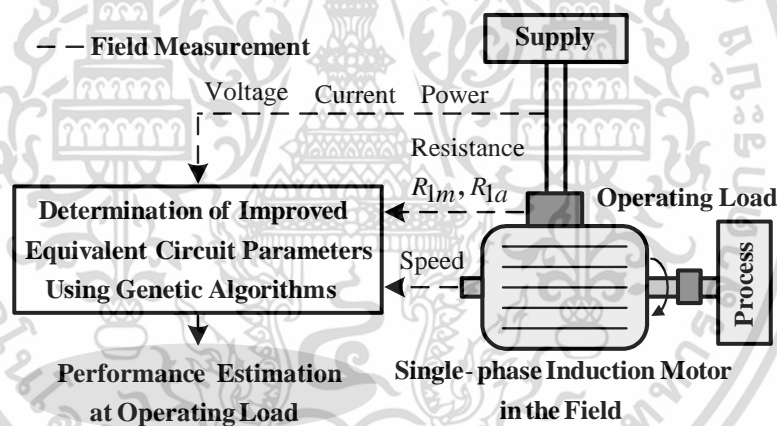 Supply
– – Field Measurement
Voltage Current Power
Resistance
R1m, R1a
Operating Load
Determination of Improved
Equivalent Circuit Parameters
Using Genetic Algorithms
Speed
Process
Performance Estimation
at Operating Load
Single-phase Induction Motor
in the Field